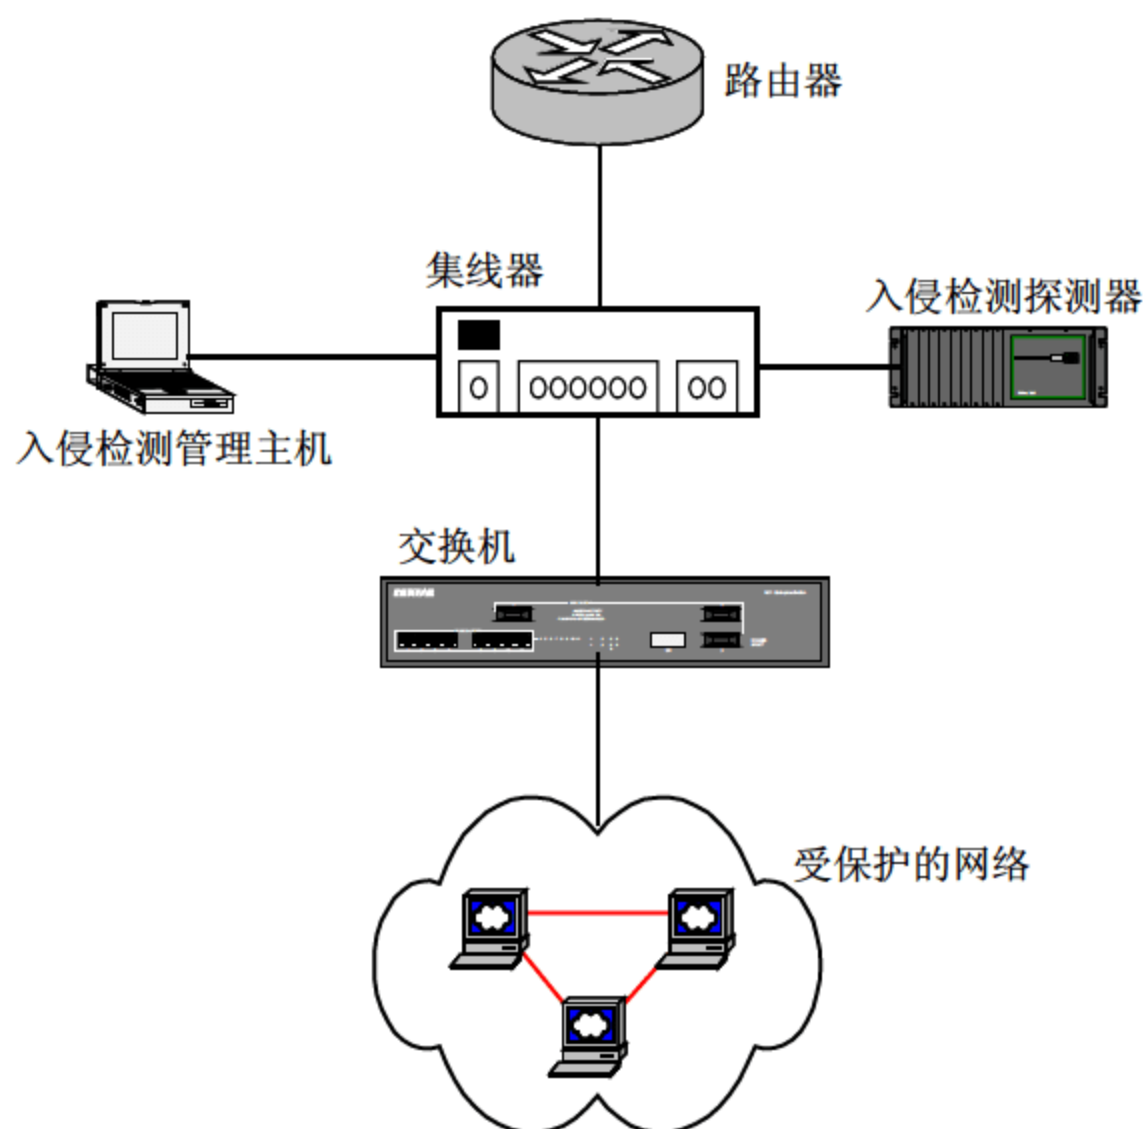 路由器
集线器
入侵检测探测器
入侵检测管理主机
交换机
受保护的网络